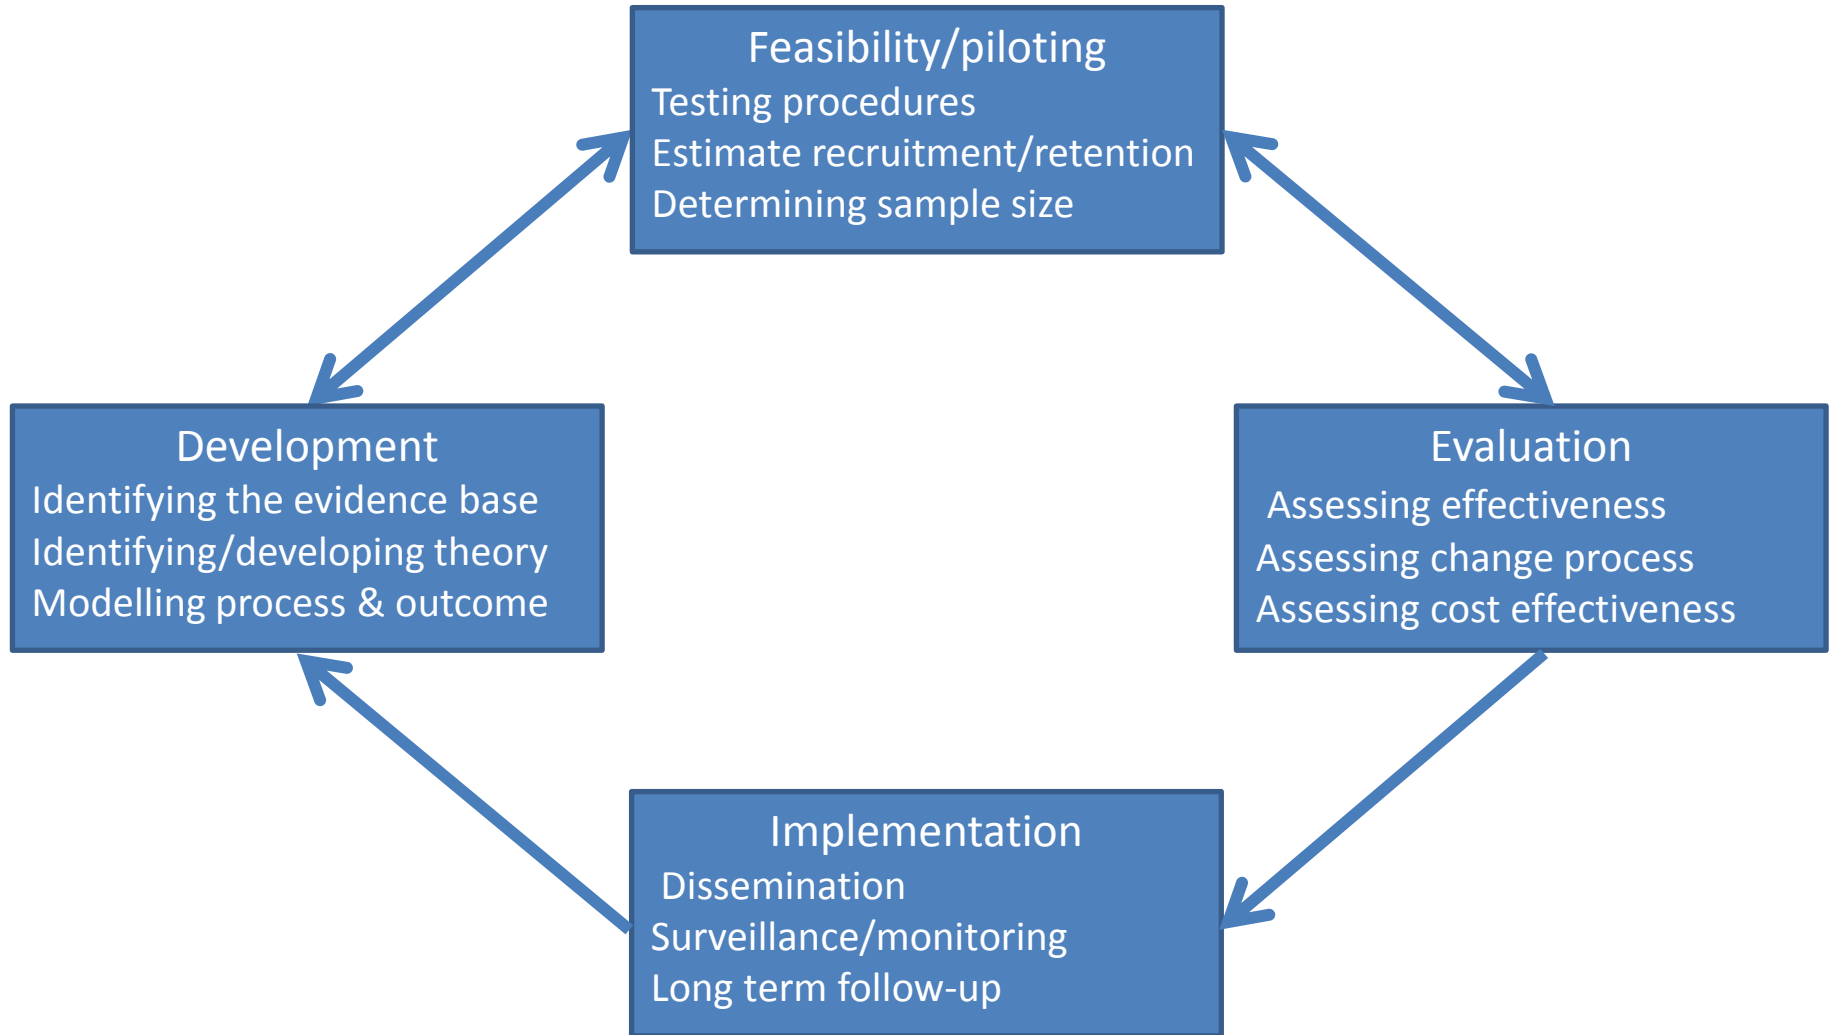 Feasibility/piloting
Testing procedures
Estimate recruitment/retention
Determining sample size
Development
Identifying the evidence base
Identifying/developing theory
Modelling process & outcome
Evaluation
Assessing effectiveness
Assessing change process
Assessing cost effectiveness
Implementation
Dissemination
Surveillance/monitoring
Long term follow-up